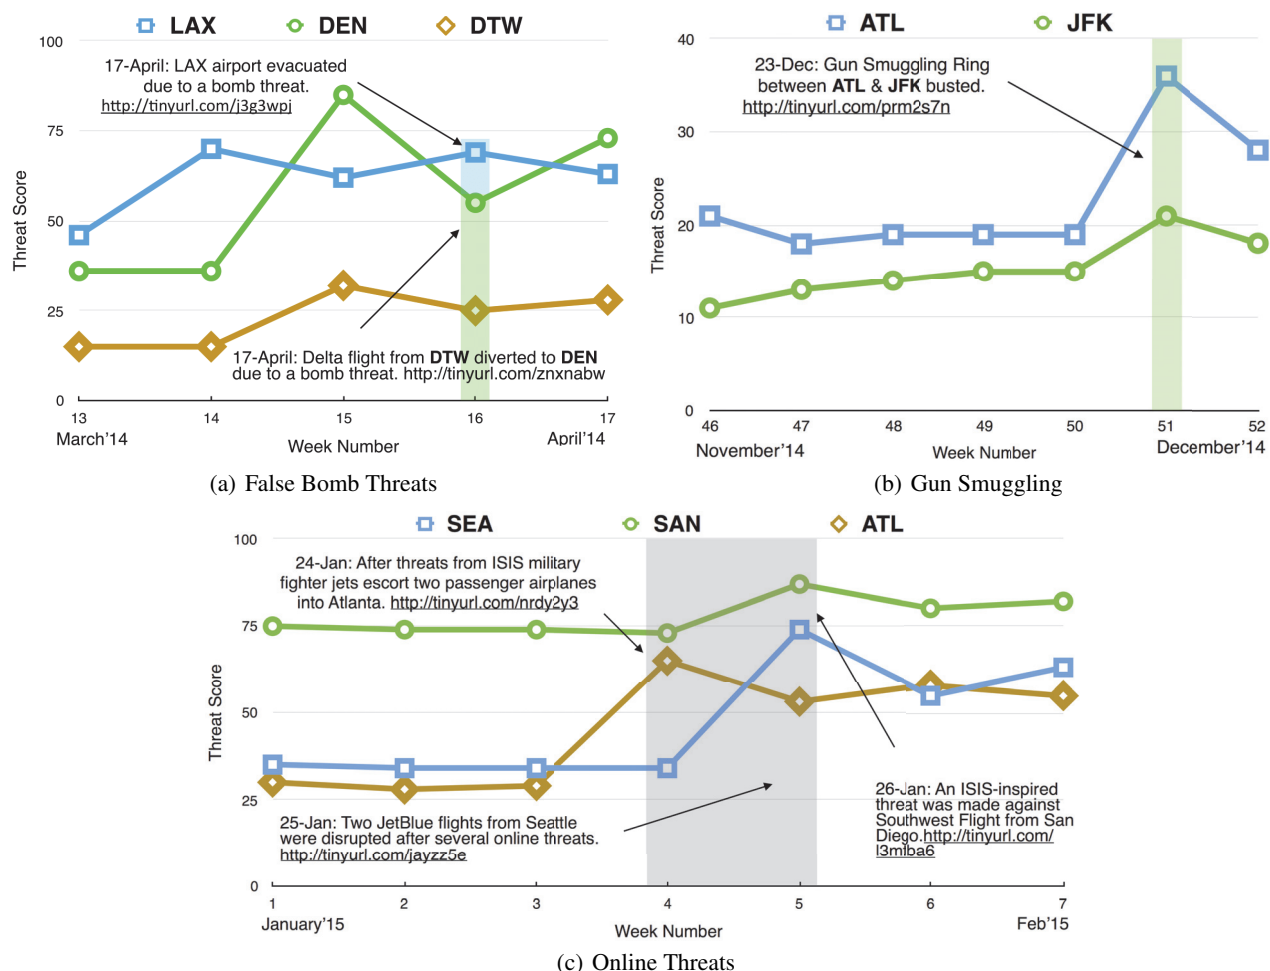 LAX DEN DTW
100
75
50
25
0
Threat Score
17-April: LAX airport evacuated
due to a bomb threat.
http://tinyurl.com/j3g3wpj
17-April: Delta flight from DTW diverted to DEN
due to a bomb threat. http://tinyurl.com/znxnabw
13 14 15 16 17
March'14 Week Number April'14
(a) False Bomb Threats
ATL JFK
40
30
20
10
0
Threat Score
23-Dec: Gun Smuggling Ring
between ATL & JFK busted.
http://tinyurl.com/prm2s7n
46 47 48 49 50 51 52
November'14 Week Number December'14
(b) Gun Smuggling
SEA SAN ATL
100
75
50
25
0
Threat Score
24-Jan: After threats from ISIS military
fighter jets escort two passenger airplanes
into Atlanta. http://tinyurl.com/nrdy2y3
25-Jan: Two JetBlue flights from Seattle
were disrupted after several online threats.
http://tinyurl.com/jayzz5e
26-Jan: An ISIS-inspired
threat was made against
Southwest Flight from San
Diego.http://tinyurl.com/
l3mlba6
1 2 3 4 5 6 7
January'15 Week Number Feb'15
(c) Online Threats